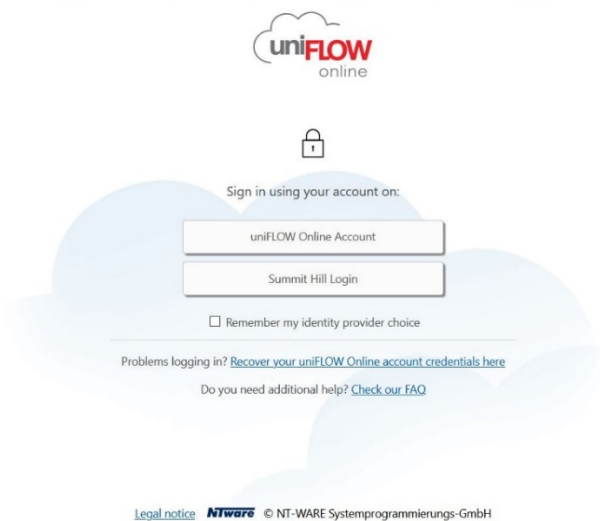 uniFLOW
online
Sign in using your account on:
uniFLOW Online Account
Summit Hill Login
Remember my identity provider choice
Problems logging in? Recover your uniFLOW Online account credentials here
Do you need additional help? Check our FAQ
Legal notice NTware © NT-WARE Systemprogrammierungs-GmbH